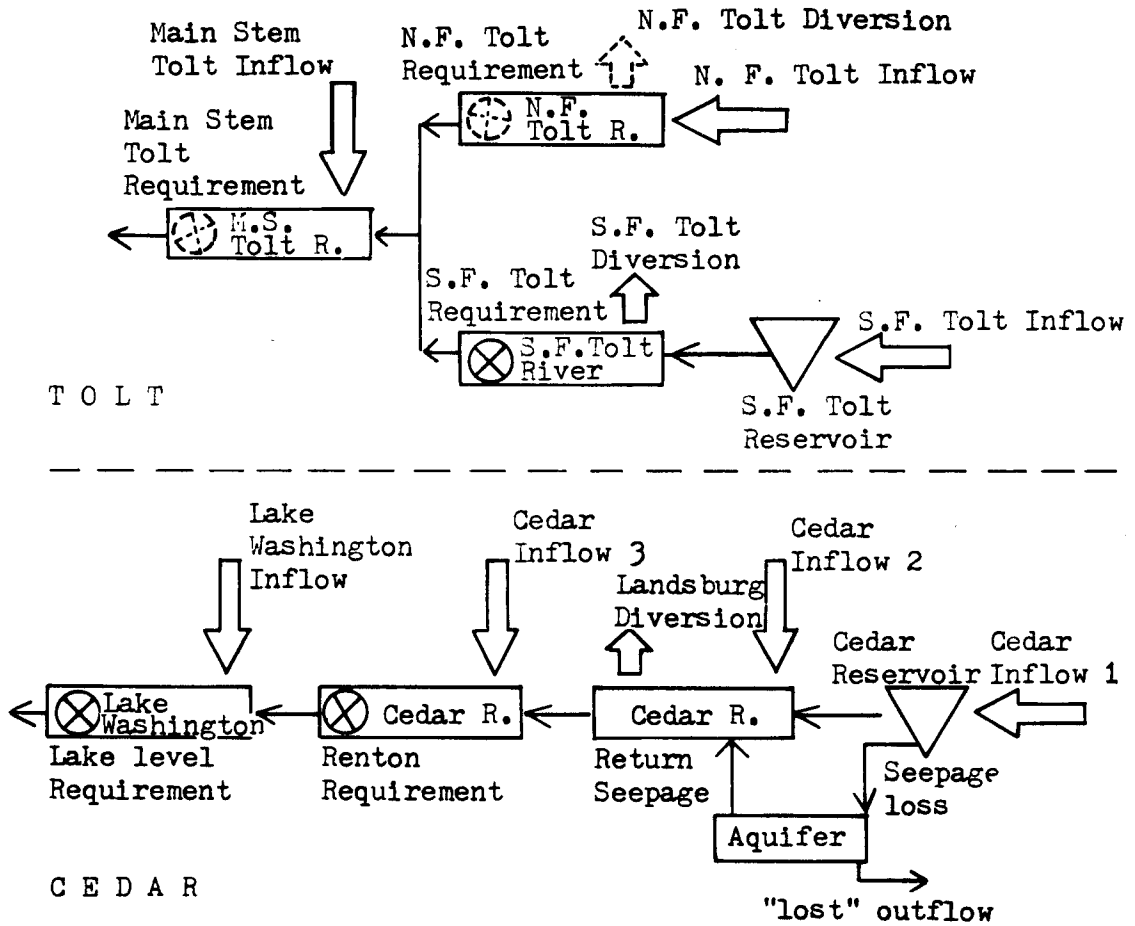 Main Stem
Tolt Inflow
N.F. Tolt
Requirement
N.F. Tolt Diversion
N. F. Tolt Inflow
N.F.
Tolt R.
Main Stem
Tolt
Requirement
M.S.
Tolt R.
S.F. Tolt
Diversion
S.F. Tolt
Requirement
S.F.Tolt
River
S.F. Tolt Inflow
S.F. Tolt
Reservoir
T O L T
Lake
Washington
Inflow
Cedar
Inflow 3
Landsburg
Diversion
Cedar
Inflow 2
Cedar
Reservoir
Cedar
Inflow 1
Lake
Washington
Lake level
Requirement
Cedar R.
Renton
Requirement
Cedar R.
Return
Seepage
Seepage
loss
Aquifer
"lost" outflow
C E D A R